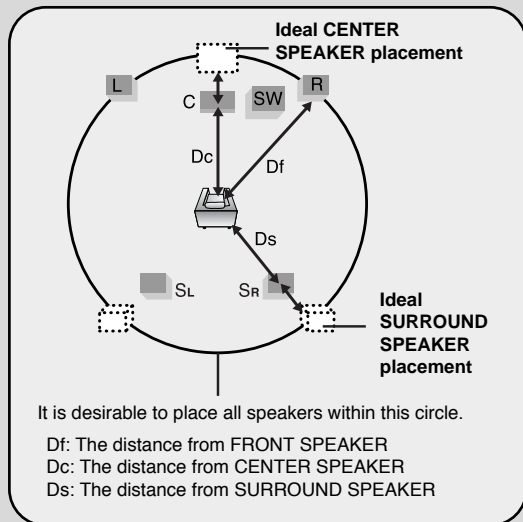 Ideal CENTER
SPEAKER placement
L
C
SW
R
Dc
Df
Ds
SL
SR
Ideal
SURROUND
SPEAKER
placement
It is desirable to place all speakers within this circle.
Df: The distance from FRONT SPEAKER
Dc: The distance from CENTER SPEAKER
Ds: The distance from SURROUND SPEAKER